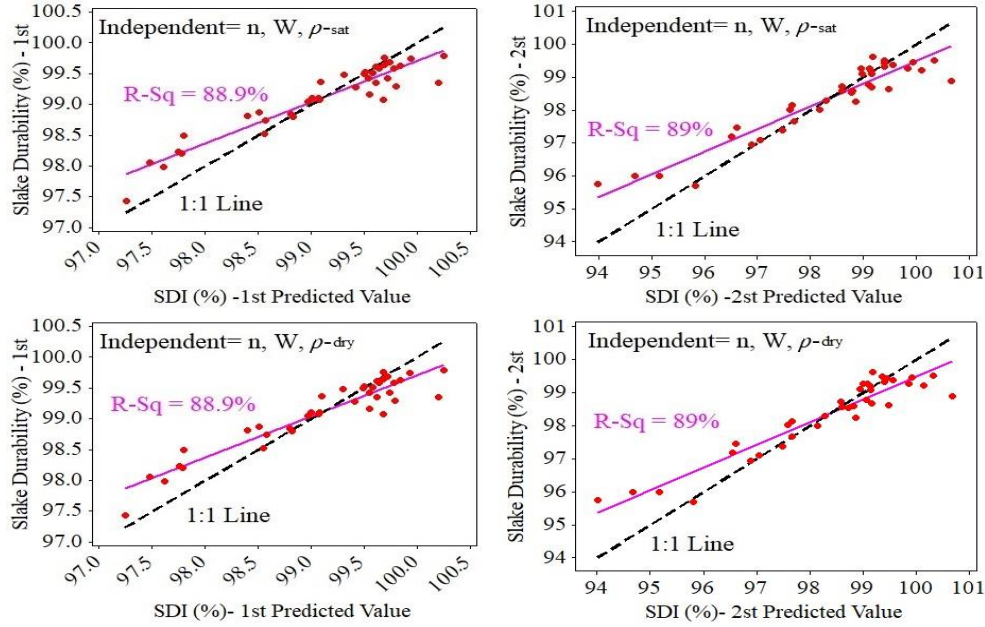 Slake Durability (%) - 1st
100.5
100.0
99.5
99.0
98.5
98.0
97.5
97.0
Independent= n, W, ρ-sat
R-Sq = 88.9%
1:1 Line
97.0 97.5 98.0 98.5 99.0 99.5 100.0 100.5
SDI (%) -1st Predicted Value
Slake Durability (%) - 2st
101
100
99
98
97
96
95
94
Independent= n, W, ρ-sat
R-Sq = 89%
1:1 Line
94 95 96 97 98 99 100 101
SDI (%) -2st Predicted Value
Slake Durability (%) - 1st
100.5
100.0
99.5
99.0
98.5
98.0
97.5
97.0
Independent= n, W, ρ-dry
R-Sq = 88.9%
1:1 Line
97.0 97.5 98.0 98.5 99.0 99.5 100.0 100.5
SDI (%)- 1st Predicted Value
Slake Durability (%) - 2st
101
100
99
98
97
96
95
94
Independent= n, W, ρ-dry
R-Sq = 89%
1:1 Line
94 95 96 97 98 99 100 101
SDI (%)- 2st Predicted Value